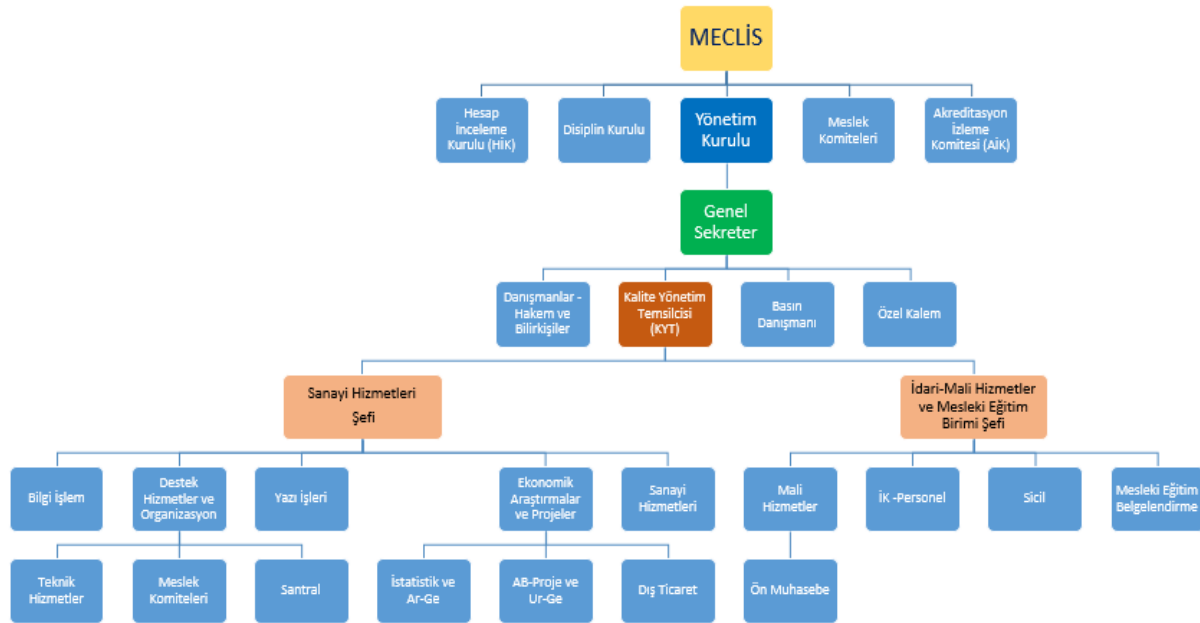 MECLİS
Hesap
İnceleme
Kurulu (HİK)
Disiplin Kurulu
Yönetim
Kurulu
Meslek
Komiteleri
Akreditasyon
İzleme
Komitesi (AİK)
Genel
Sekreter
Danışmanlar -
Hakem ve
Bilirkişiler
Kalite Yönetim
Temsilcisi
(KYT)
Basın
Danışmanı
Özel Kalem
Sanayi Hizmetleri
Şefi
İdari-Mali Hizmetler
ve Mesleki Eğitim
Birimi Şefi
Bilgi İşlem
Destek
Hizmetler ve
Organizasyon
Yazı İşleri
Ekonomik
Araştırmalar
ve Projeler
Sanayi
Hizmetleri
Mali
Hizmetler
İK -Personel
Sicil
Mesleki Eğitim
Belgelendirme
Teknik
Hizmetler
Meslek
Komiteleri
Santral
İstatistik ve
Ar-Ge
AB-Proje ve
Ur-Ge
Dış Ticaret
Ön Muhasebe